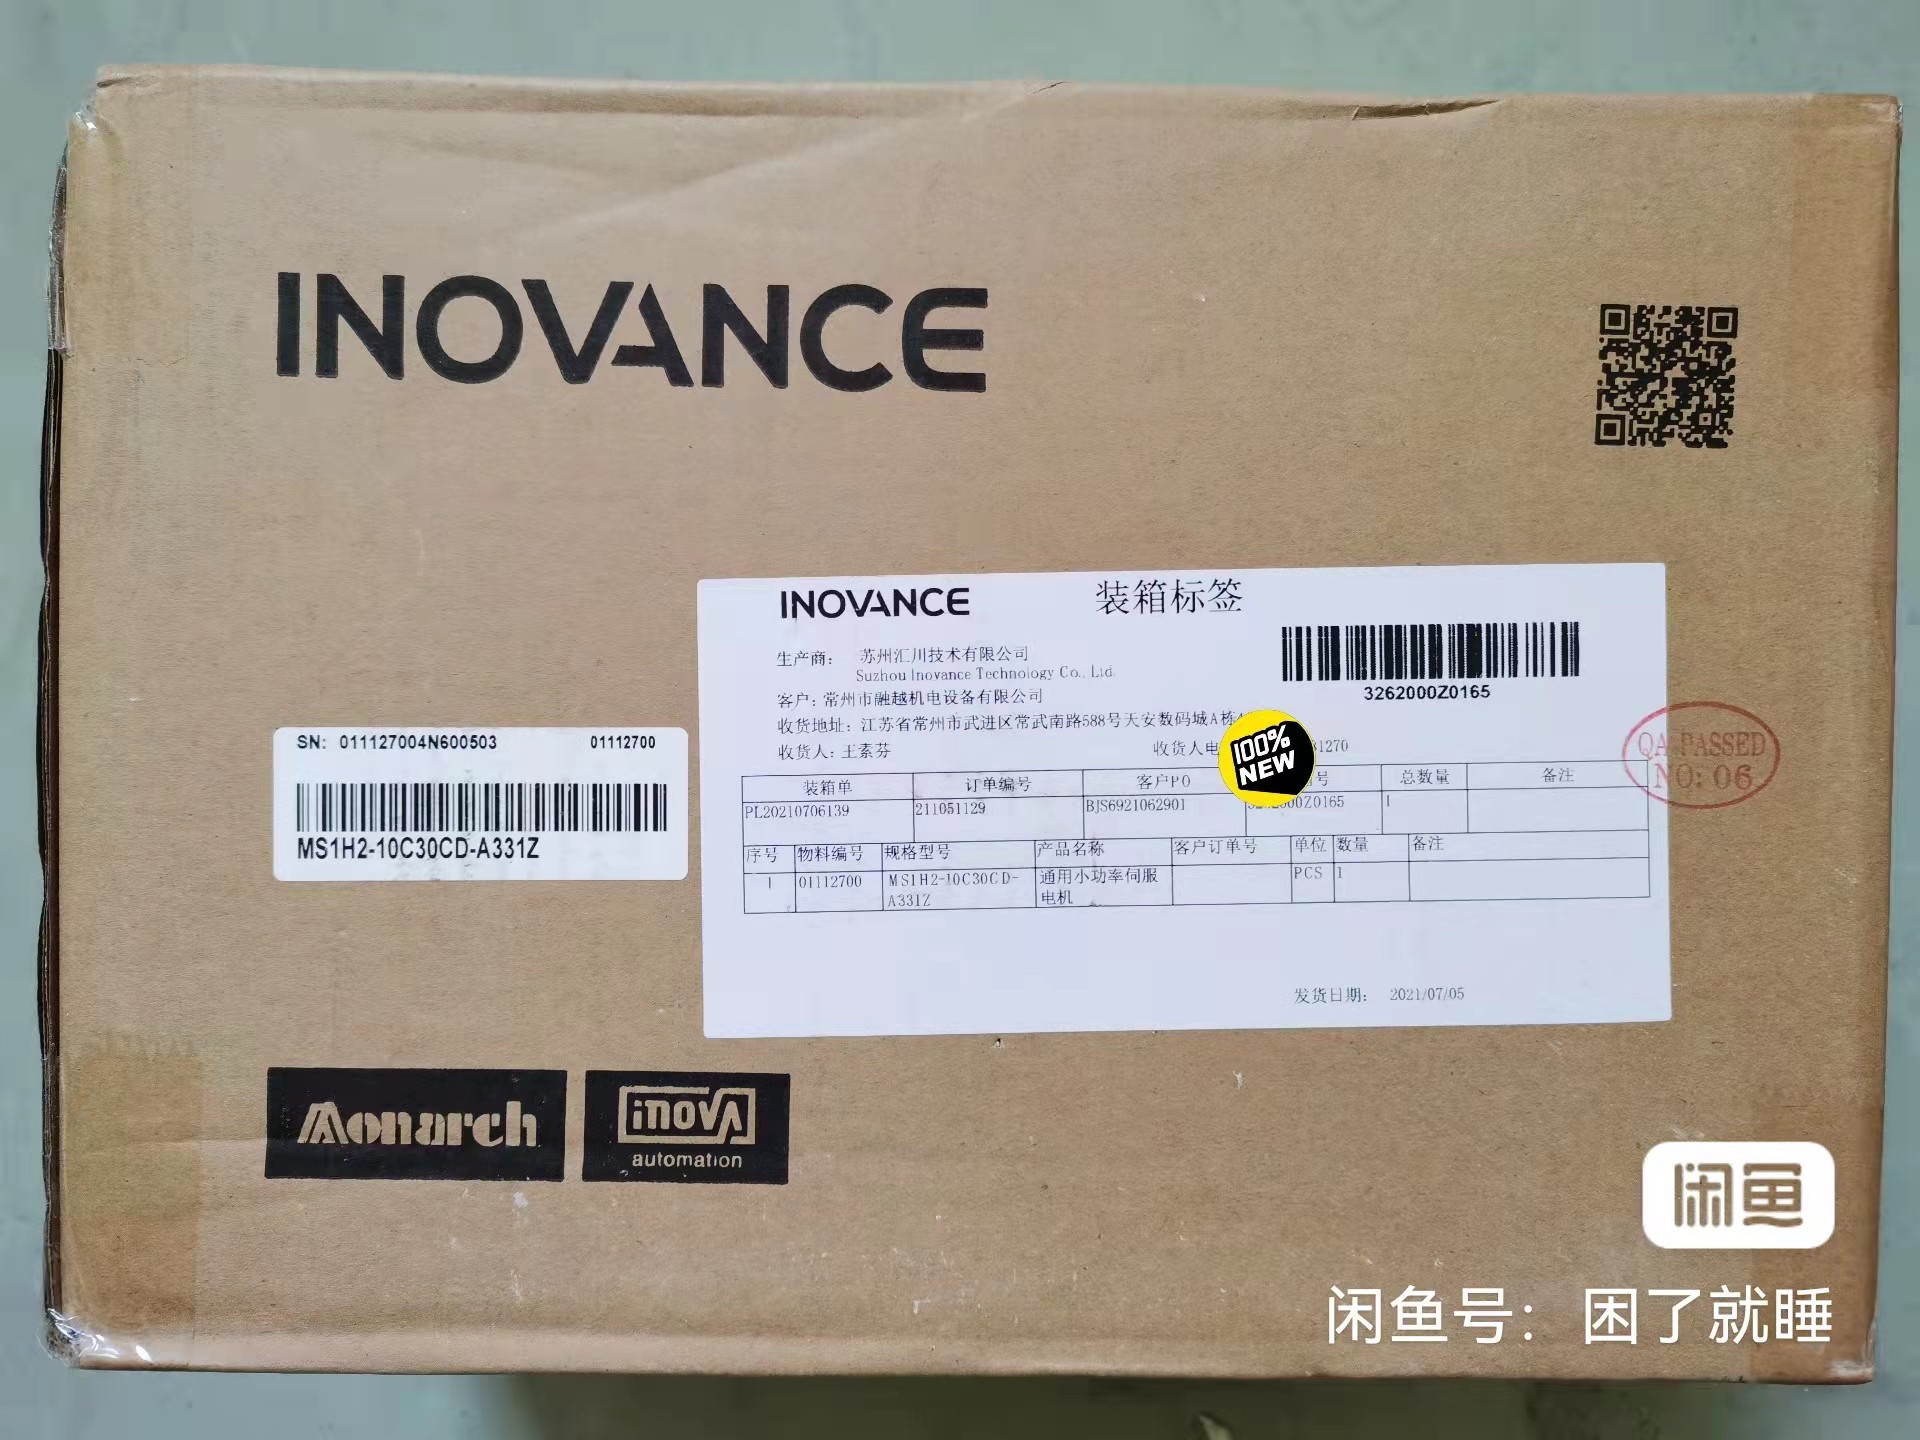 INOVANCE
INOVANCE 装箱标签
生产商: 苏州汇川技术有限公司
Suzhou Inovance Technology Co., Ltd.
3262000Z0165
客户: 常州市融越机电设备有限公司
收货地址: 江苏省常州市武进区常武南路588号天安数码城A栋
收货人: 王素芬 收货人电 31270
100% NEW
QA PASSED
NO: 06
装箱单 订单编号 客户PO 号 总数量 备注
PL20210706139 211051129 BJS6921062901 00Z0165 1
序号 物料编号 规格型号 产品名称 客户订单号 单位 数量 备注
1 01112700 MS1H2-10C30CD-A331Z 通用小功率伺服电机 PCS 1
发货日期: 2021/07/05
SN: 011127004N600503 01112700
MS1H2-10C30CD-A331Z
Monarch
inovA
automation
闲鱼
闲鱼号: 困了就睡